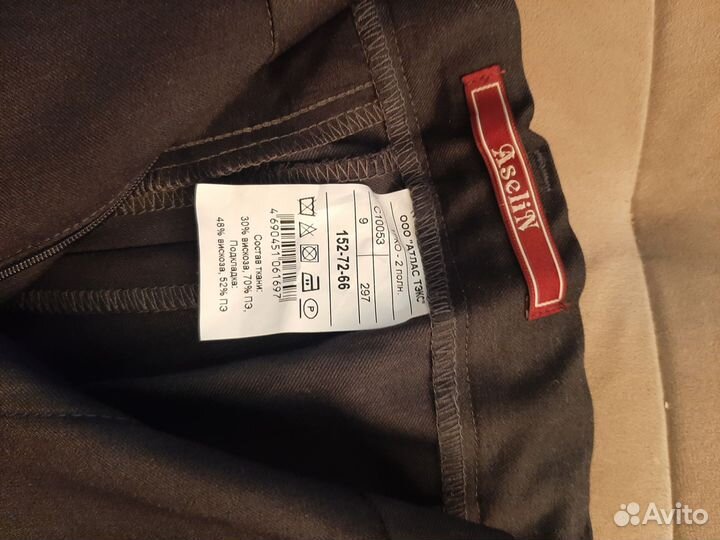 AseliN
ООО "АТЛАС ТЭКС"
- 2 полн.
С10053
9 297
152-72-66
P
4 690451 061697
Состав ткани:
30% вискоза, 70% ПЭ.
Подкладка:
48% вискоза, 52% ПЭ
Avito